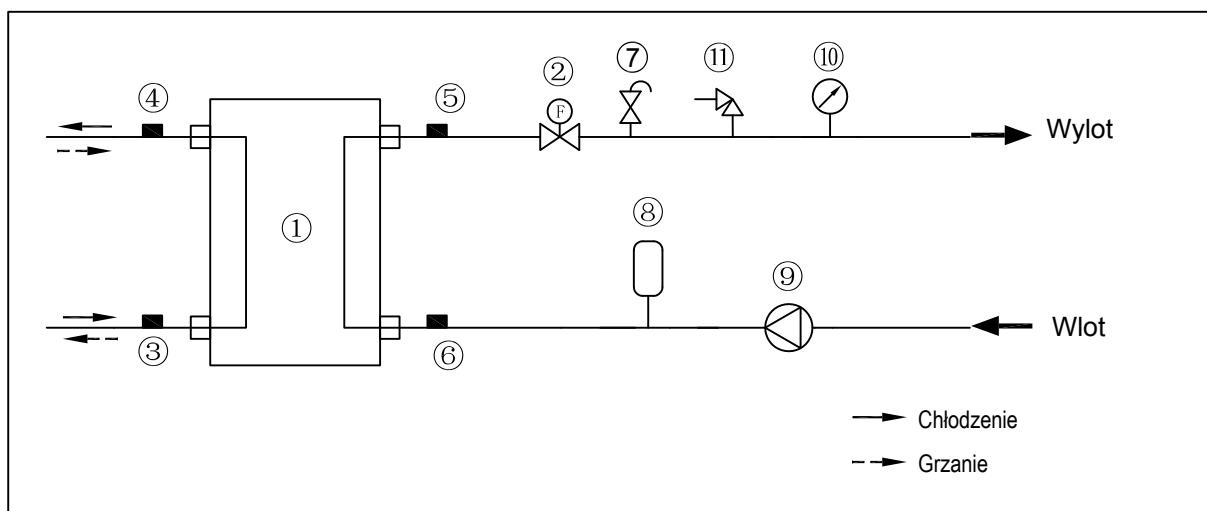 ② ⑦ ⑪ ⑩
④ ⑤
F
Wylot
①
⑧
⑨
Wlot
③ ⑥
Chłodzenie
Grzanie